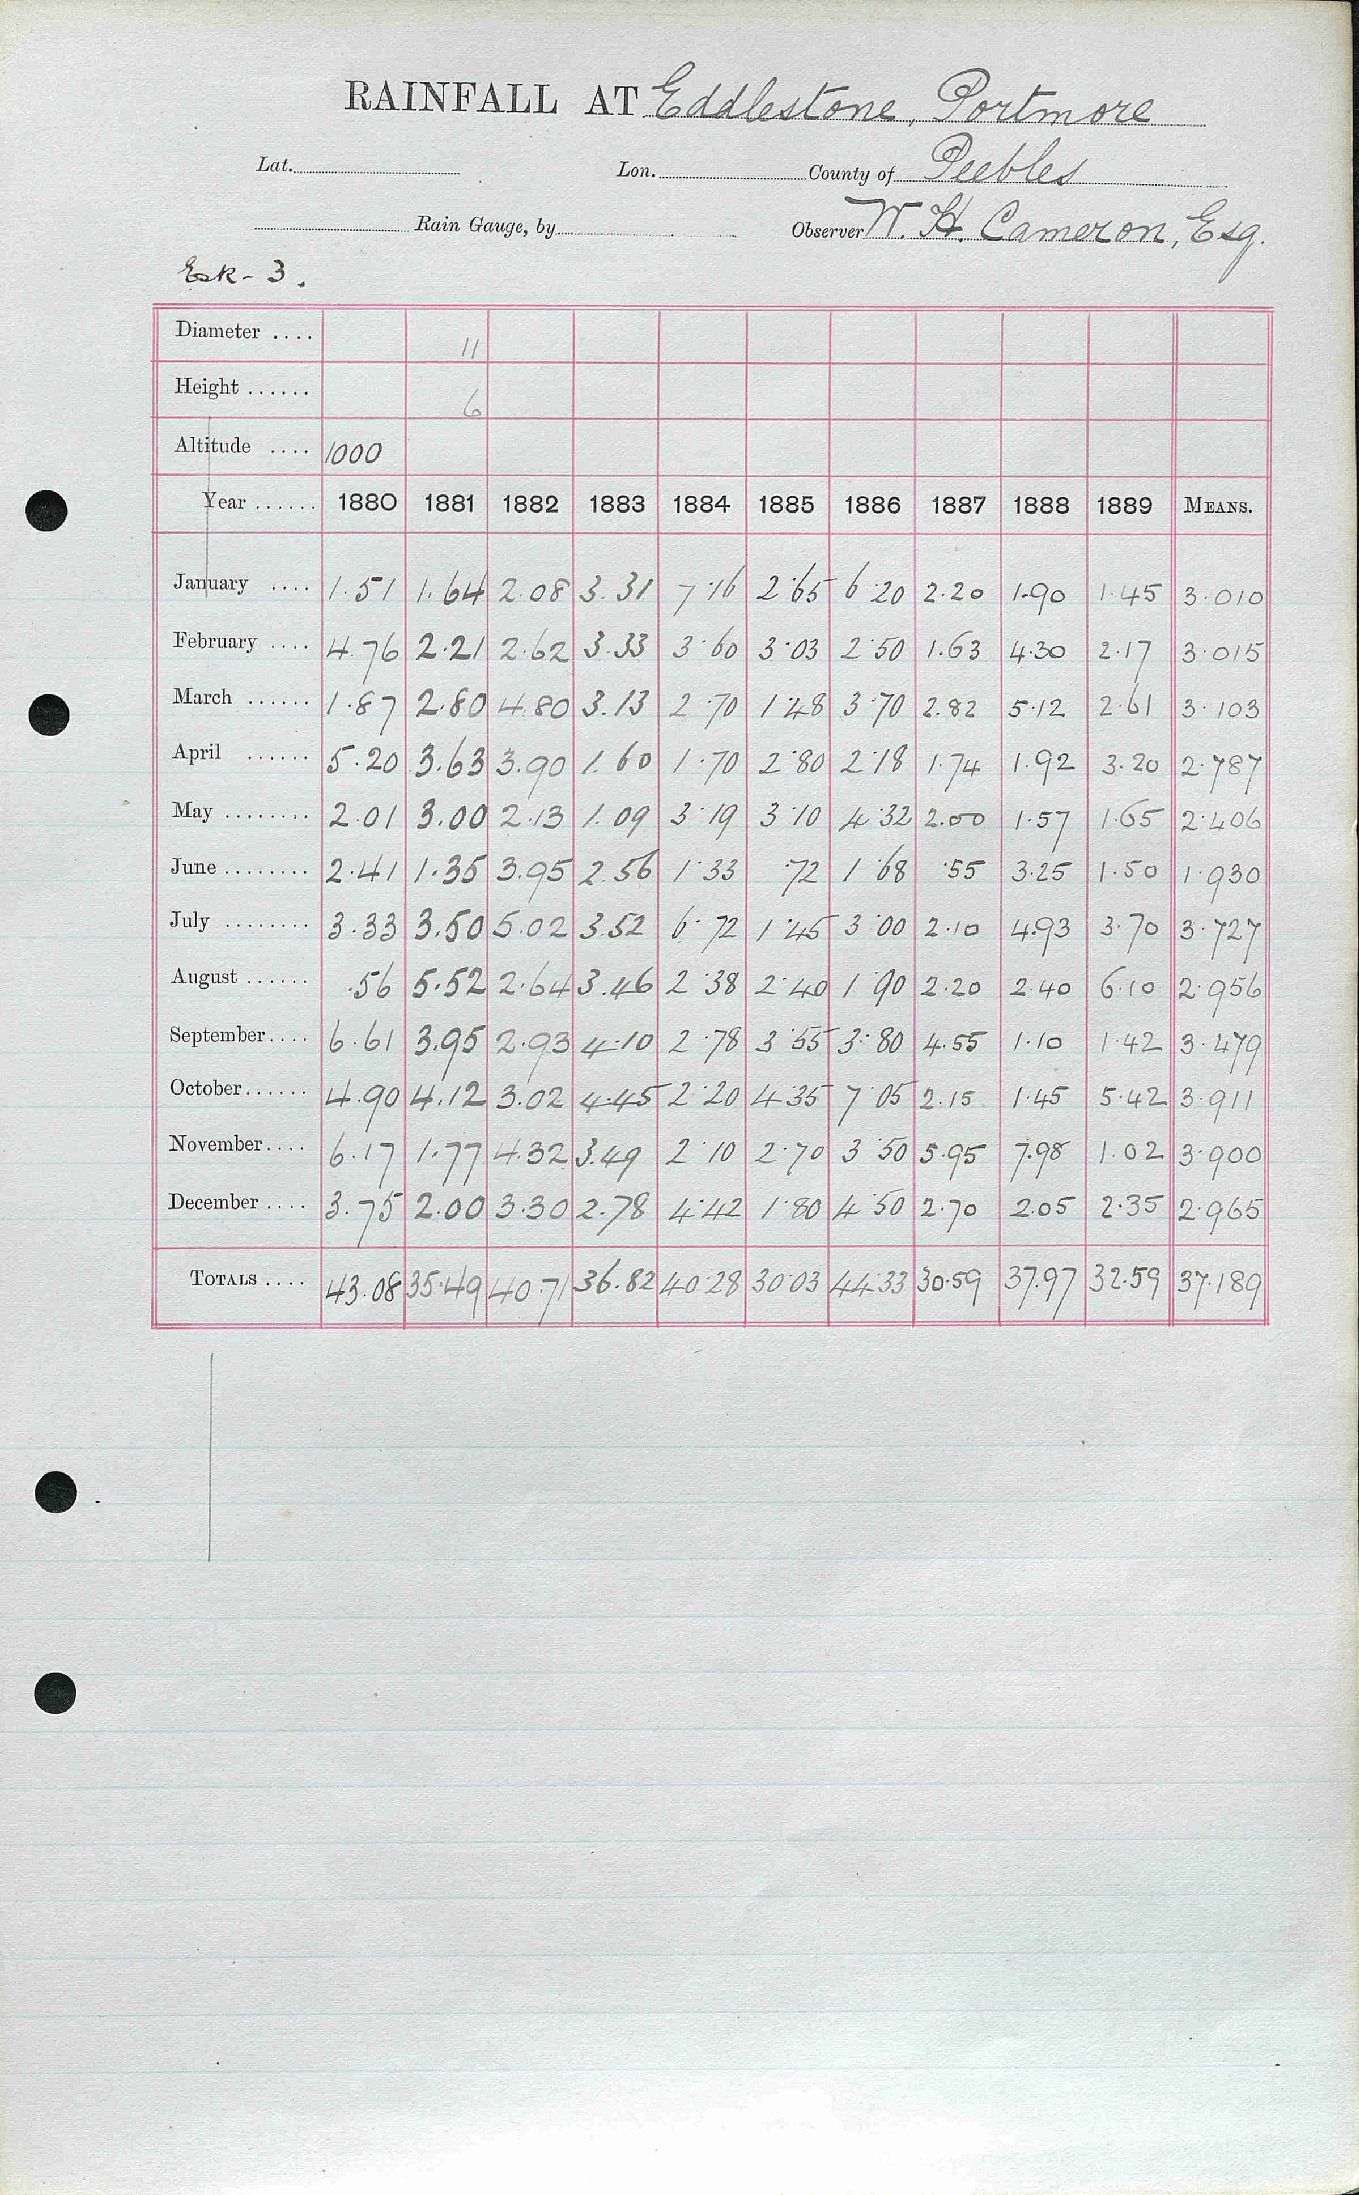 RAINFALL AT Eddlestone, Portmore
Lat. Lon. County of Peebles
Rain Gauge, by Observer W. H. Cameron, Esq.
Esk - 3.
Diameter .... 11
Height ...... 6
Altitude .... 1000
Year ...... 1880 1881 1882 1883 1884 1885 1886 1887 1888 1889 MEANS.
January .... 1.51 1.64 2.08 3.31 7.16 2.65 6.20 2.20 1.90 1.45 3.010
February .... 4.76 2.21 2.62 3.33 3.60 3.03 2.50 1.63 4.30 2.17 3.015
March ...... 1.87 2.80 4.80 3.13 2.70 1.48 3.70 2.82 5.12 2.61 3.103
April ...... 5.20 3.63 3.90 1.60 1.70 2.80 2.18 1.74 1.92 3.20 2.787
May ........ 2.01 3.00 2.13 1.09 3.19 3.10 4.32 2.00 1.57 1.65 2.406
June ........ 2.41 1.35 3.95 2.56 1.33 .72 1.68 .55 3.25 1.50 1.930
July ........ 3.33 3.50 5.02 3.52 6.72 1.45 3.00 2.10 4.93 3.70 3.727
August ...... .56 5.52 2.64 3.46 2.38 2.40 1.90 2.20 2.40 6.10 2.956
September.... 6.61 3.95 2.93 4.10 2.78 3.55 3.80 4.55 1.10 1.42 3.479
October...... 4.90 4.12 3.02 4.45 2.20 4.35 7.05 2.15 1.45 5.42 3.911
November.... 6.17 1.77 4.32 3.49 2.10 2.70 3.50 5.95 7.98 1.02 3.900
December .... 3.75 2.00 3.30 2.78 4.42 1.80 4.50 2.70 2.05 2.35 2.965
TOTALS .... 43.08 35.49 40.71 36.82 40.28 30.03 44.33 30.59 37.97 32.59 37.189